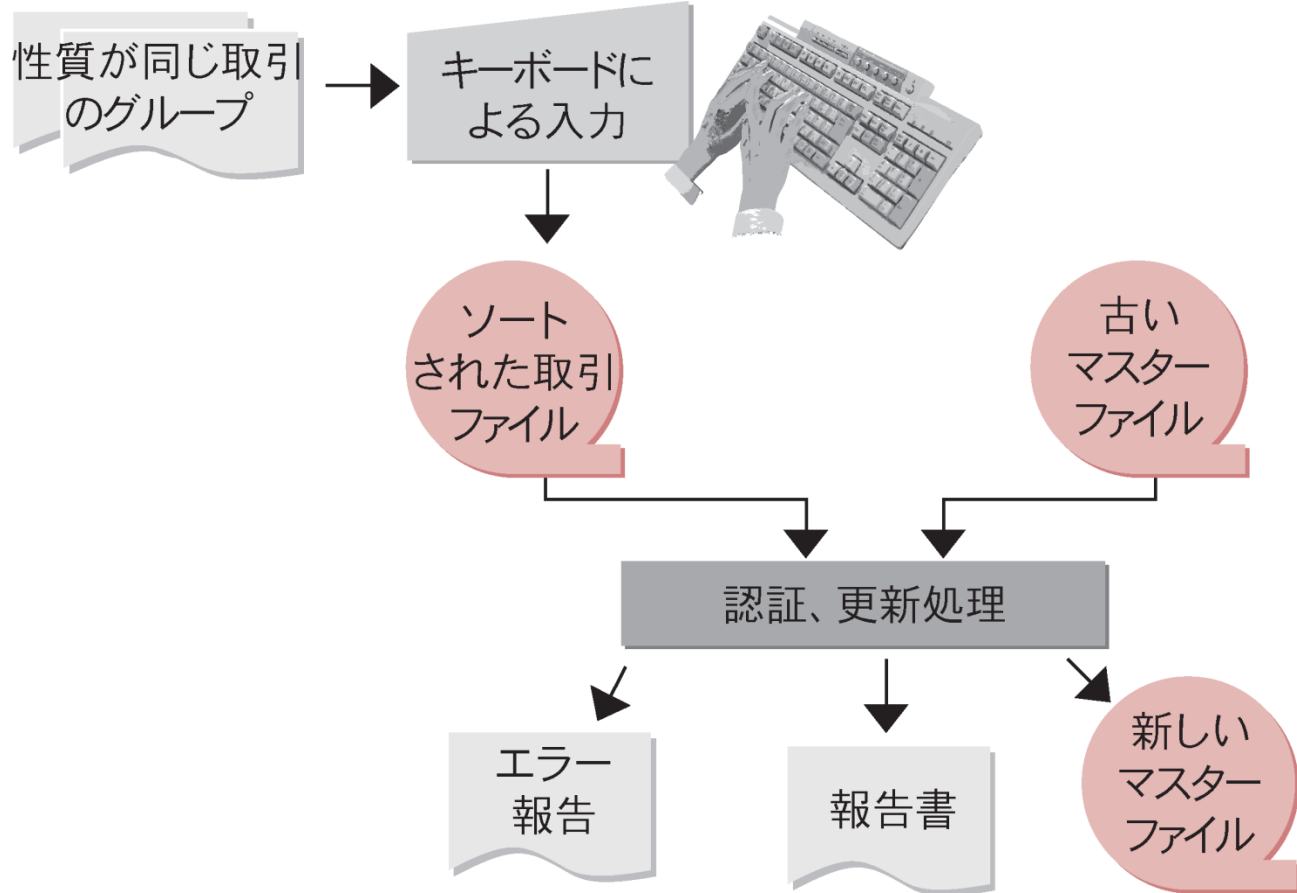 性質が同じ取引
のグループ
キーボードに
よる入力
ソート
された取引
ファイル
古い
マスター
ファイル
認証、更新処理
エラー
報告
報告書
新しい
マスター
ファイル